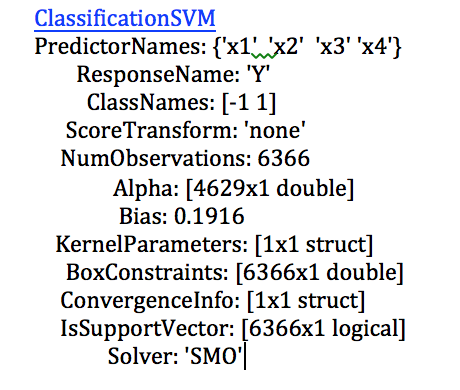 ClassificationSVM
PredictorNames: {'x1' 'x2' 'x3' 'x4'}
ResponseName: 'Y'
ClassNames: [-1 1]
ScoreTransform: 'none'
NumObservations: 6366
Alpha: [4629x1 double]
Bias: 0.1916
KernelParameters: [1x1 struct]
BoxConstraints: [6366x1 double]
ConvergenceInfo: [1x1 struct]
IsSupportVector: [6366x1 logical]
Solver: 'SMO'